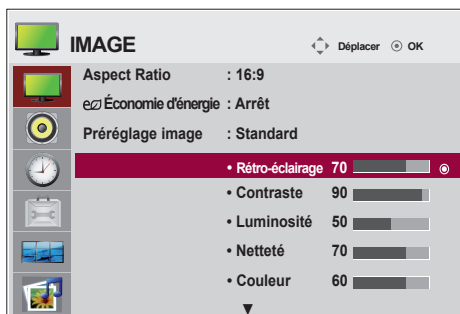 IMAGE
Déplacer OK
Aspect Ratio : 16:9
Économie d'énergie : Arrêt
Préréglage image : Standard
• Rétro-éclairage 70
• Contraste 90
• Luminosité 50
• Netteté 70
• Couleur 60